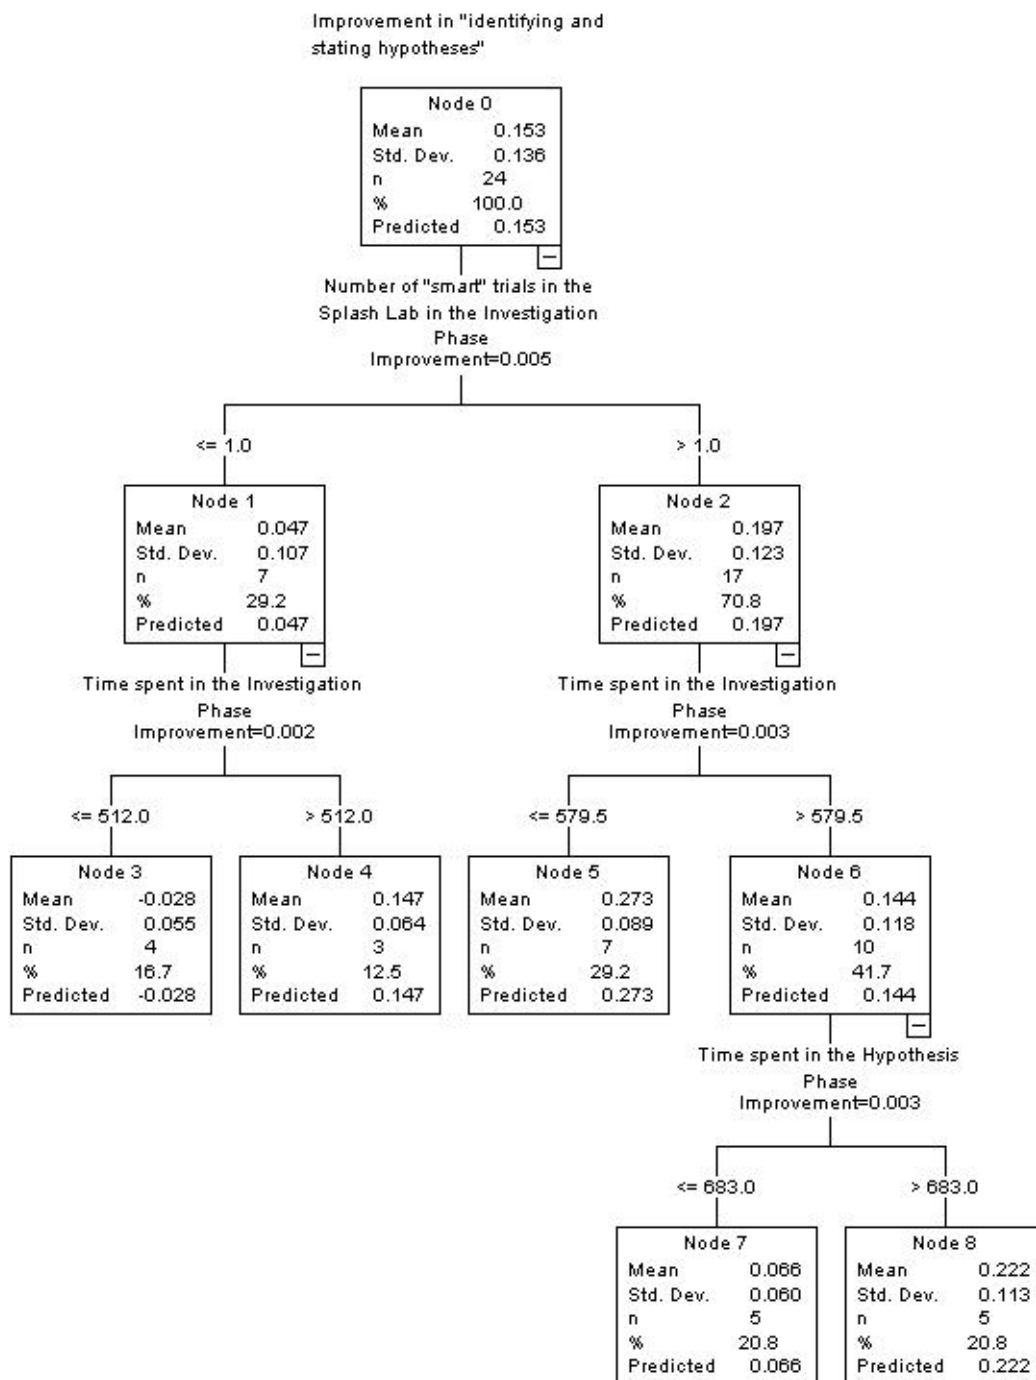 Improvement in "identifying and
stating hypotheses"
Node 0
Mean 0.153
Std. Dev. 0.136
n 24
% 100.0
Predicted 0.153
Number of "smart" trials in the
Splash Lab in the Investigation
Phase
Improvement=0.005
<= 1.0
> 1.0
Node 1
Mean 0.047
Std. Dev. 0.107
n 7
% 29.2
Predicted 0.047
Node 2
Mean 0.197
Std. Dev. 0.123
n 17
% 70.8
Predicted 0.197
Time spent in the Investigation
Phase
Improvement=0.002
Time spent in the Investigation
Phase
Improvement=0.003
<= 512.0
> 512.0
<= 579.5
> 579.5
Node 3
Mean -0.028
Std. Dev. 0.055
n 4
% 16.7
Predicted -0.028
Node 4
Mean 0.147
Std. Dev. 0.064
n 3
% 12.5
Predicted 0.147
Node 5
Mean 0.273
Std. Dev. 0.089
n 7
% 29.2
Predicted 0.273
Node 6
Mean 0.144
Std. Dev. 0.118
n 10
% 41.7
Predicted 0.144
Time spent in the Hypothesis
Phase
Improvement=0.003
<= 683.0
> 683.0
Node 7
Mean 0.066
Std. Dev. 0.060
n 5
% 20.8
Predicted 0.066
Node 8
Mean 0.222
Std. Dev. 0.113
n 5
% 20.8
Predicted 0.222